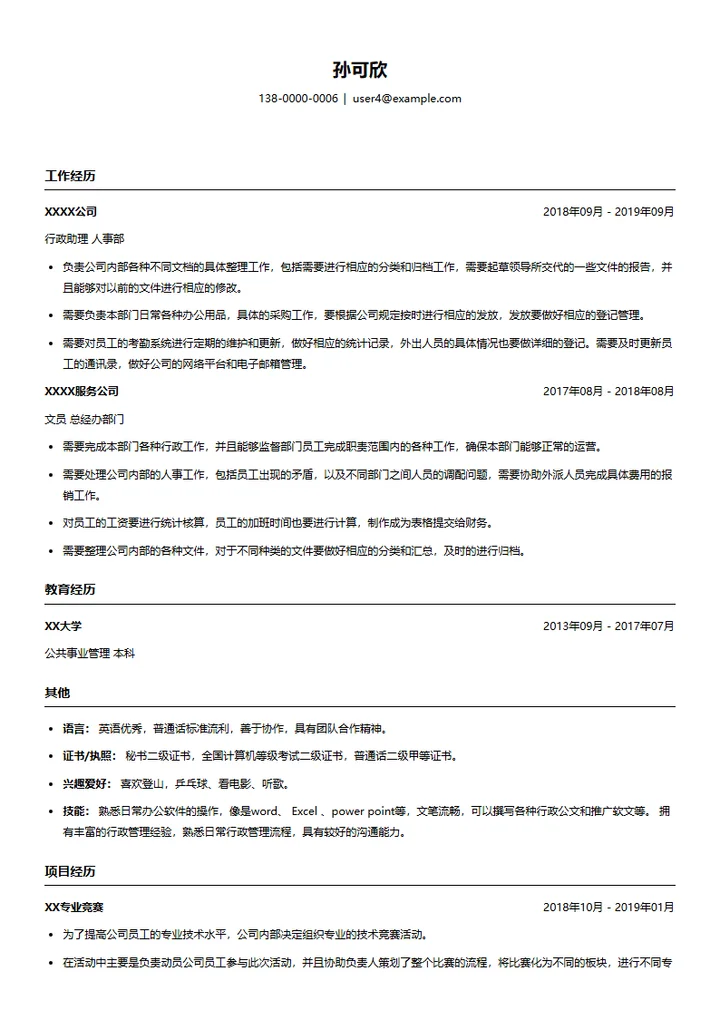 孙可欣
138-0000-0006 | user4@example.com
工作经历
XXXX公司 2018年09月 - 2019年09月
行政助理 人事部
• 负责公司内部各种不同文档的具体整理工作，包括需要进行相应的分类和归档工作，需要起草领导所交代的一些文件的报告，并
且能够对以前的文件进行相应的修改。
• 需要负责本部门日常各种办公用品，具体的采购工作，要根据公司规定按时进行相应的发放，发放要做好相应的登记管理。
• 需要对员工的考勤系统进行定期的维护和更新，做好相应的统计记录，外出人员的具体情况也要做详细的登记。需要及时更新员
工的通讯录，做好公司的网络平台和电子邮箱管理。
XXXX服务公司 2017年08月 - 2018年08月
文员 总经办部门
• 需要完成本部门各种行政工作，并且能够监督部门员工完成职责范围内的各种工作，确保本部门能够正常的运营。
• 需要处理公司内部的人事工作，包括员工出现的矛盾，以及不同部门之间人员的调配问题，需要协助外派人员完成具体费用的报
销工作。
• 对员工的工资要进行统计核算，员工的加班时间也要进行计算，制作成为表格提交给财务。
• 需要整理公司内部的各种文件，对于不同种类的文件要做好相应的分类和汇总，及时的进行归档。
教育经历
XX大学 2013年09月 - 2017年07月
公共事业管理 本科
其他
• 语言： 英语优秀，普通话标准流利，善于协作，具有团队合作精神。
• 证书/执照： 秘书二级证书，全国计算机等级考试二级证书，普通话二级甲等证书。
• 兴趣爱好： 喜欢登山，乒乓球、看电影、听歌。
• 技能： 熟悉日常办公软件的操作，像是word、 Excel 、power point等，文笔流畅，可以撰写各种行政公文和推广软文等。 拥
有丰富的行政管理经验，熟悉日常行政管理流程，具有较好的沟通能力。
项目经历
XX专业竞赛 2018年10月 - 2019年01月
• 为了提高公司员工的专业技术水平，公司内部决定组织专业的技术竞赛活动。
• 在活动中主要是负责动员公司员工参与此次活动，并且协助负责人策划了整个比赛的流程，将比赛化为不同的板块，进行不同专